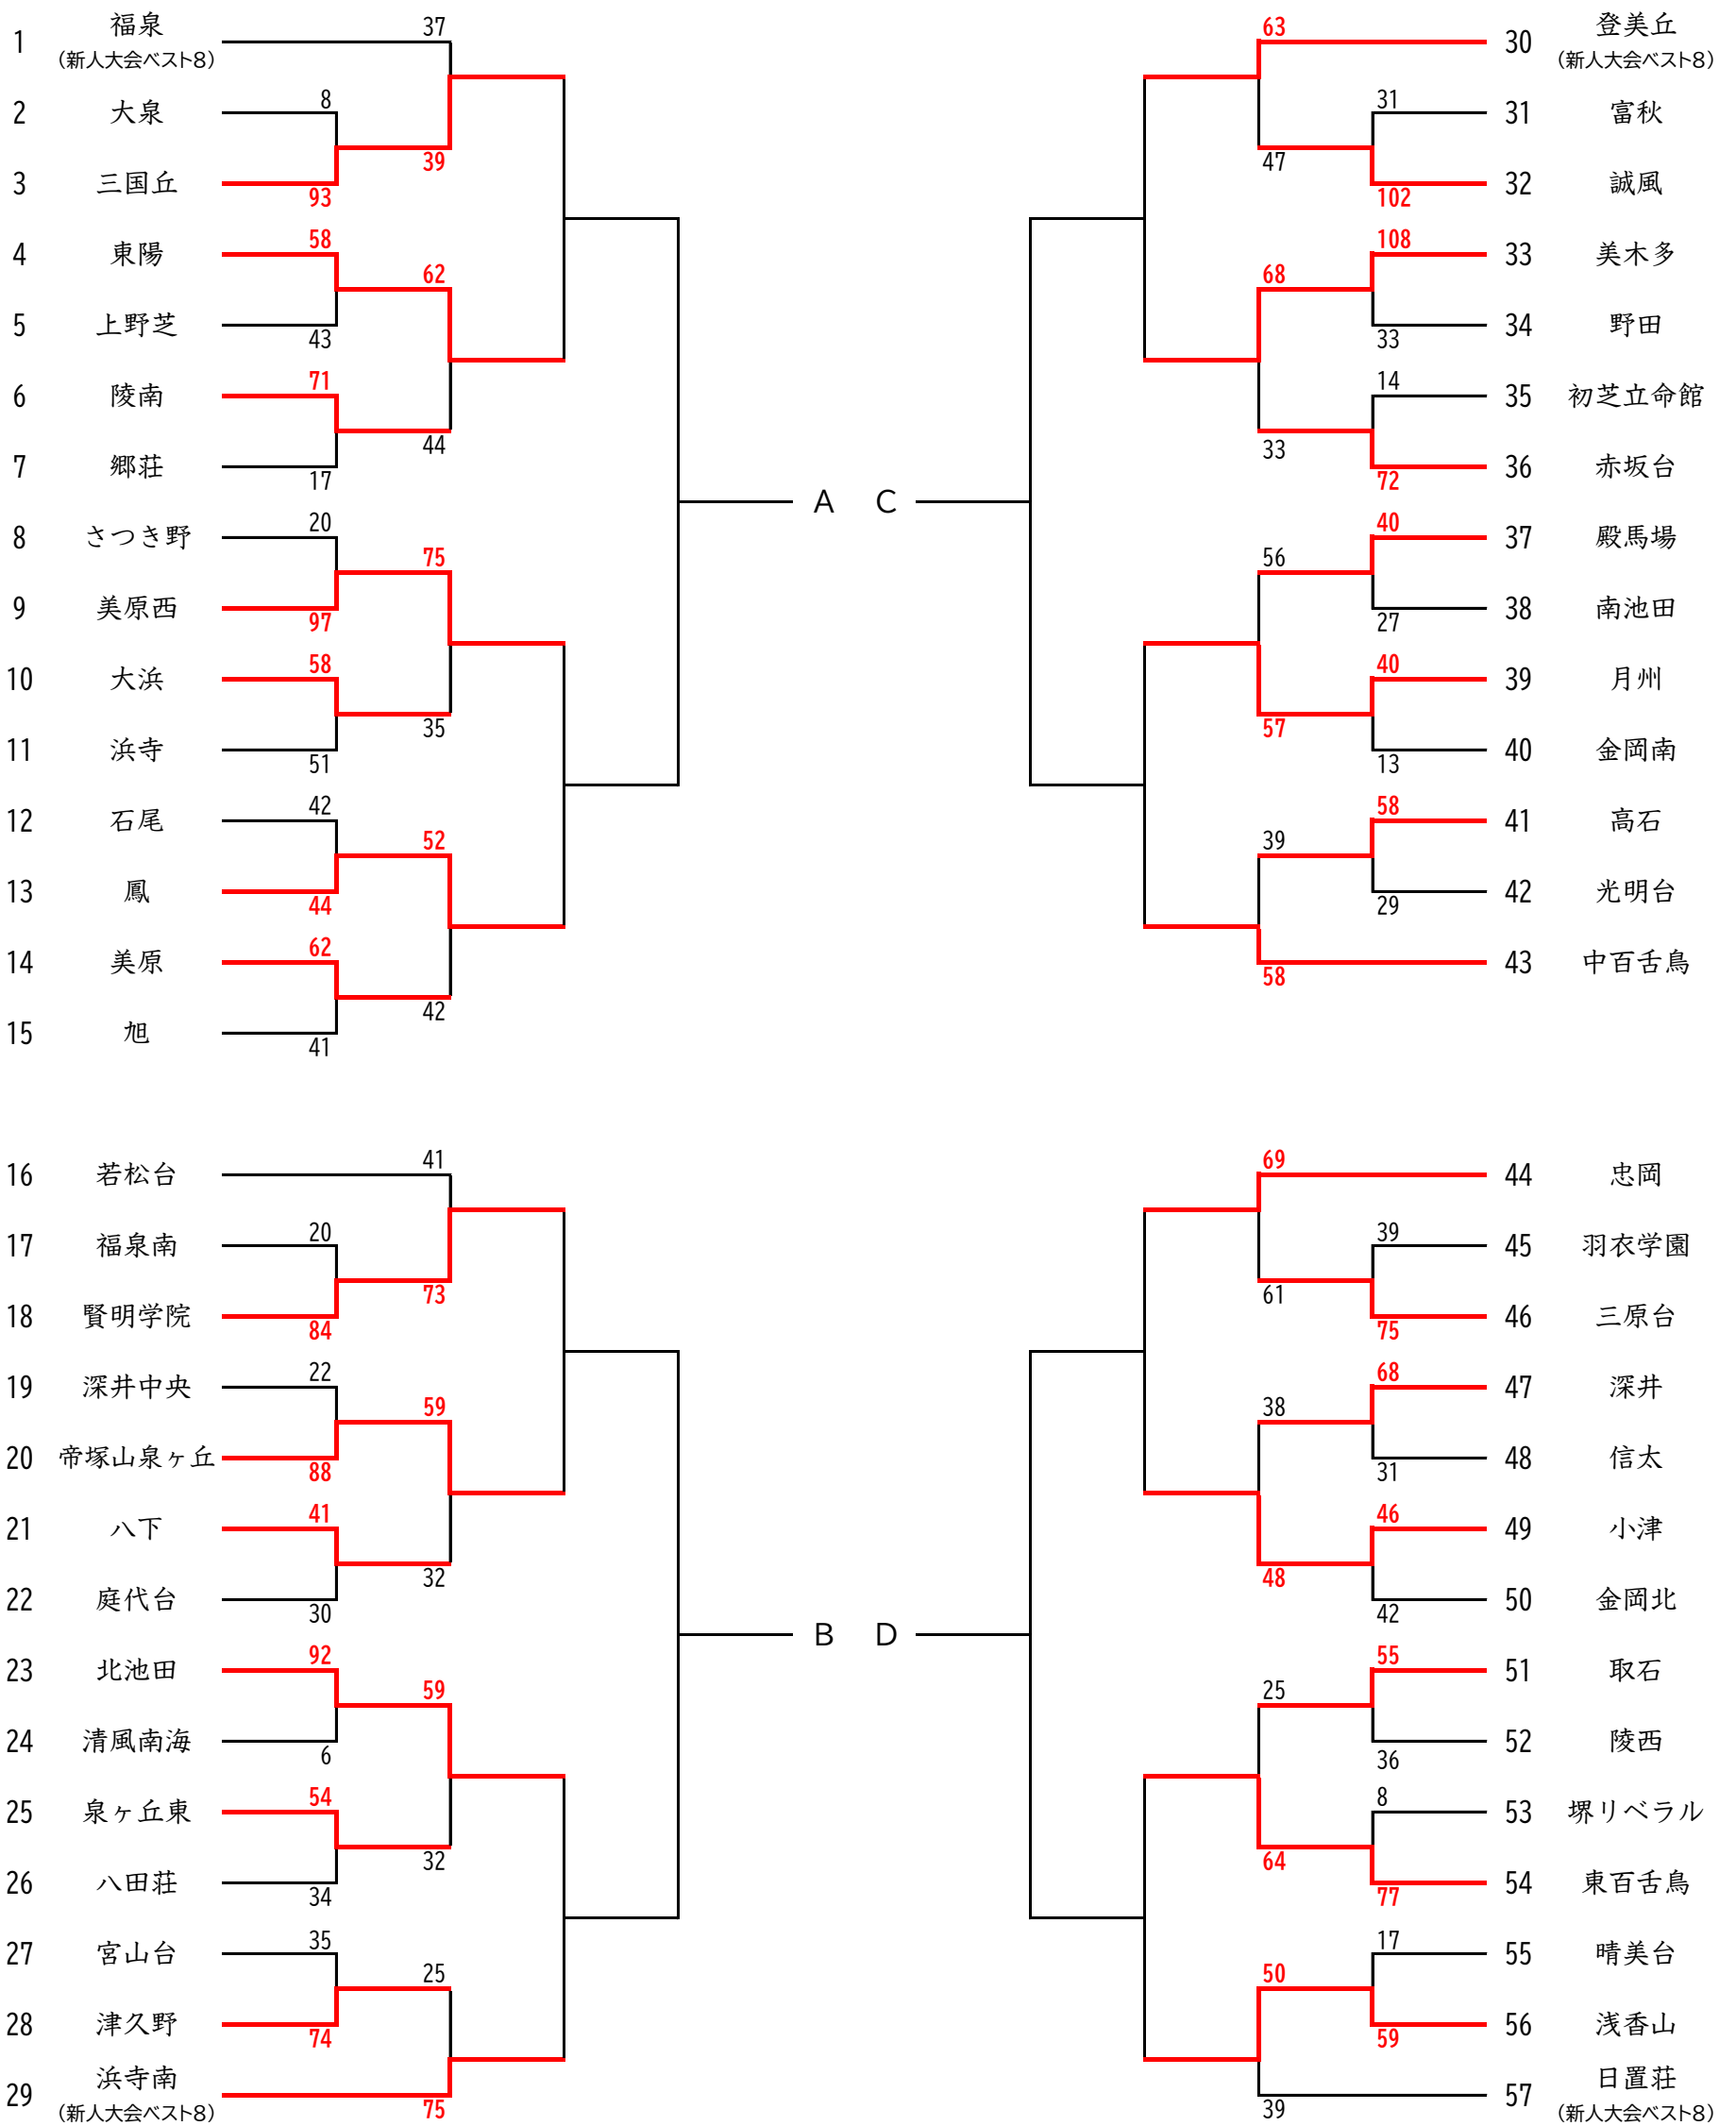 1 福泉 37
(新人大会ベスト8)
2 大泉 8
39
3 三国丘 93
4 東陽 58
62
5 上野芝 43
6 陵南 71
44
7 郷荘 17
8 さつき野 20
75
9 美原西 97
10 大浜 58
35
11 浜寺 51
12 石尾 42
52
13 鳳 44
14 美原 62
42
15 旭 41
A
16 若松台 41
17 福泉南 20
73
18 賢明学院 84
19 深井中央 22
59
20 帝塚山泉ヶ丘 88
21 八下 41
32
22 庭代台 30
23 北池田 92
59
24 清風南海 6
25 泉ヶ丘東 54
32
26 八田荘 34
27 宮山台 35
25
28 津久野 74
29 浜寺南 75
(新人大会ベスト8)
B
63 30 登美丘
(新人大会ベスト8)
31 31 富秋
47
102 32 誠風
108 33 美木多
68
33 34 野田
14 35 初芝立命館
33
72 36 赤坂台
40 37 殿馬場
56
27 38 南池田
40 39 月州
57
13 40 金岡南
58 41 高石
39
29 42 光明台
58 43 中百舌鳥
C
69 44 忠岡
39 45 羽衣学園
61
75 46 三原台
68 47 深井
38
31 48 信太
46 49 小津
48
42 50 金岡北
55 51 取石
25
36 52 陵西
8 53 堺リベラル
64
77 54 東百舌鳥
17 55 晴美台
50
59 56 浅香山
39 57 日置荘
(新人大会ベスト8)
D